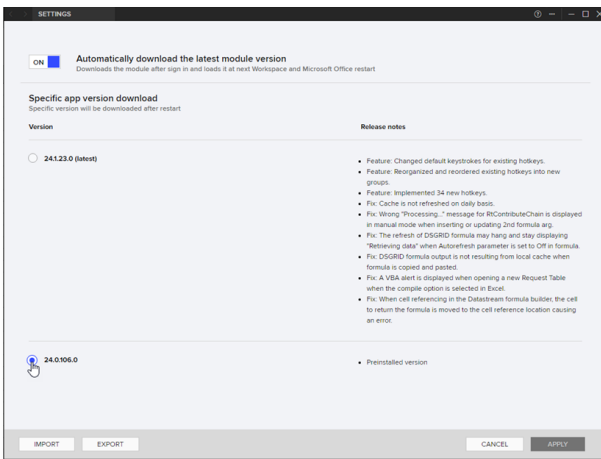 SETTINGS
ON
Automatically download the latest module version
Downloads the module after sign in and loads it at next Workspace and Microsoft Office restart
Specific app version download
Specific version will be downloaded after restart
Version
Release notes
24.1.23.0 (latest)
• Feature: Changed default keystrokes for existing hotkeys.
• Feature: Reorganized and reordered existing hotkeys into new
groups.
• Feature: Implemented 34 new hotkeys.
• Fix: Cache is not refreshed on daily basis.
• Fix: Wrong "Processing..." message for RtContributeChain is displayed
in manual mode when inserting or updating 2nd formula arg.
• Fix: The refresh of DSGRID formula may hang and stay displaying
"Retrieving data" when Autorefresh parameter is set to Off in formula.
• Fix: DSGRID formula output is not resulting from local cache when
formula is copied and pasted.
• Fix: A VBA alert is displayed when opening a new Request Table
when the compile option is selected in Excel.
• Fix: When cell referencing in the Datastream formula builder, the cell
to return the formula is moved to the cell reference location causing
an error.
24.0.106.0
• Preinstalled version
IMPORT
EXPORT
CANCEL
APPLY